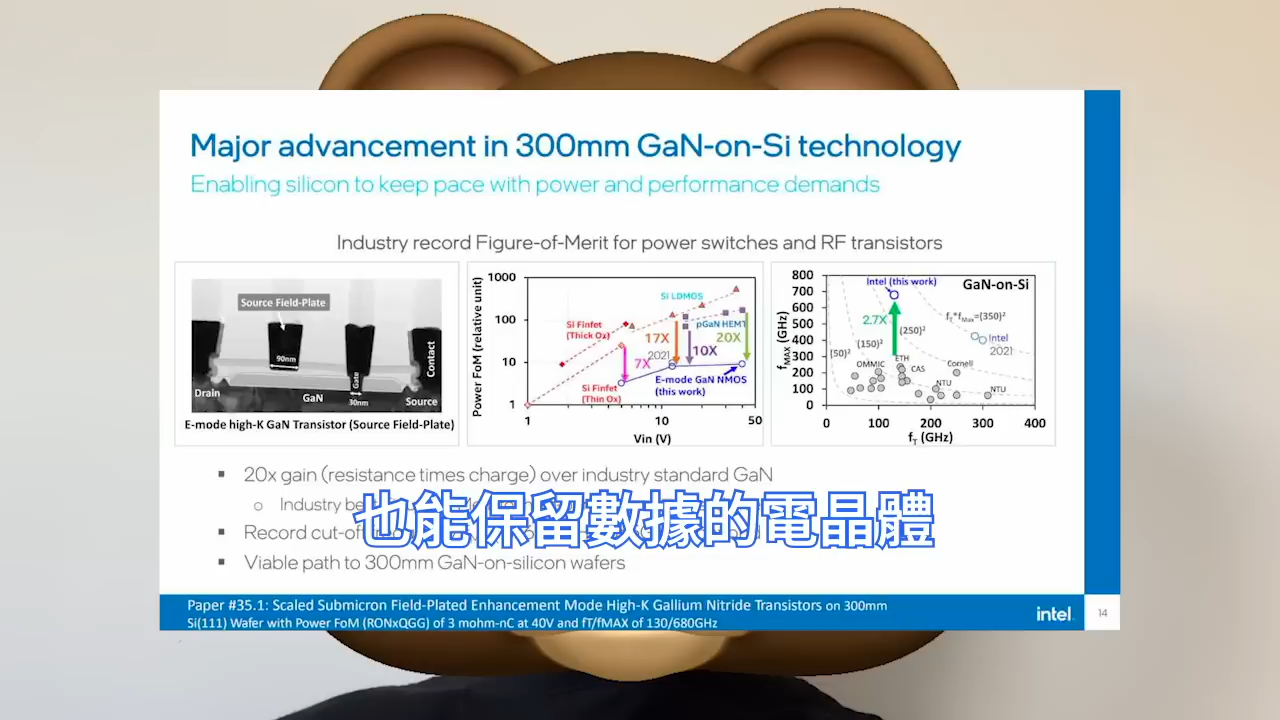 Major advancement in 300mm GaN-on-Si technology
Enabling silicon to keep pace with power and performance demands
Industry record Figure-of-Merit for power switches and RF transistors
Source Field-Plate
90nm
Gate
30nm
Drain
GaN
Source
Contact
E-mode high-K GaN Transistor (Source Field-Plate)
Power FoM (relative unit)
1000
100
10
1
Si LDMOS
Si Finfet
(Thick Ox)
pGaN HEMT
17X
20X
2021
10X
7X
E-mode GaN NMOS
(this work)
Si Finfet
(Thin Ox)
1
10
50
Vin (V)
fMAX (GHz)
800
700
600
500
400
300
200
100
0
Intel (this work)
GaN-on-Si
2.7X
fT*fMax=(350)²
(250)²
(150)²
(50)²
Intel
2021
OMMIC
ETH
CAS
Cornell
NTU
NTU
0
100
200
300
400
fT (GHz)
20x gain (resistance times charge) over industry standard GaN
Industry
Record cut-of
也能保留數據的電晶體
Viable path to 300mm GaN-on-silicon wafers
Paper #35.1: Scaled Submicron Field-Plated Enhancement Mode High-K Gallium Nitride Transistors on 300mm
Si(111) Wafer with Power FoM (RONxQGG) of 3 mohm-nC at 40V and fT/fMAX of 130/680GHz
intel.
14